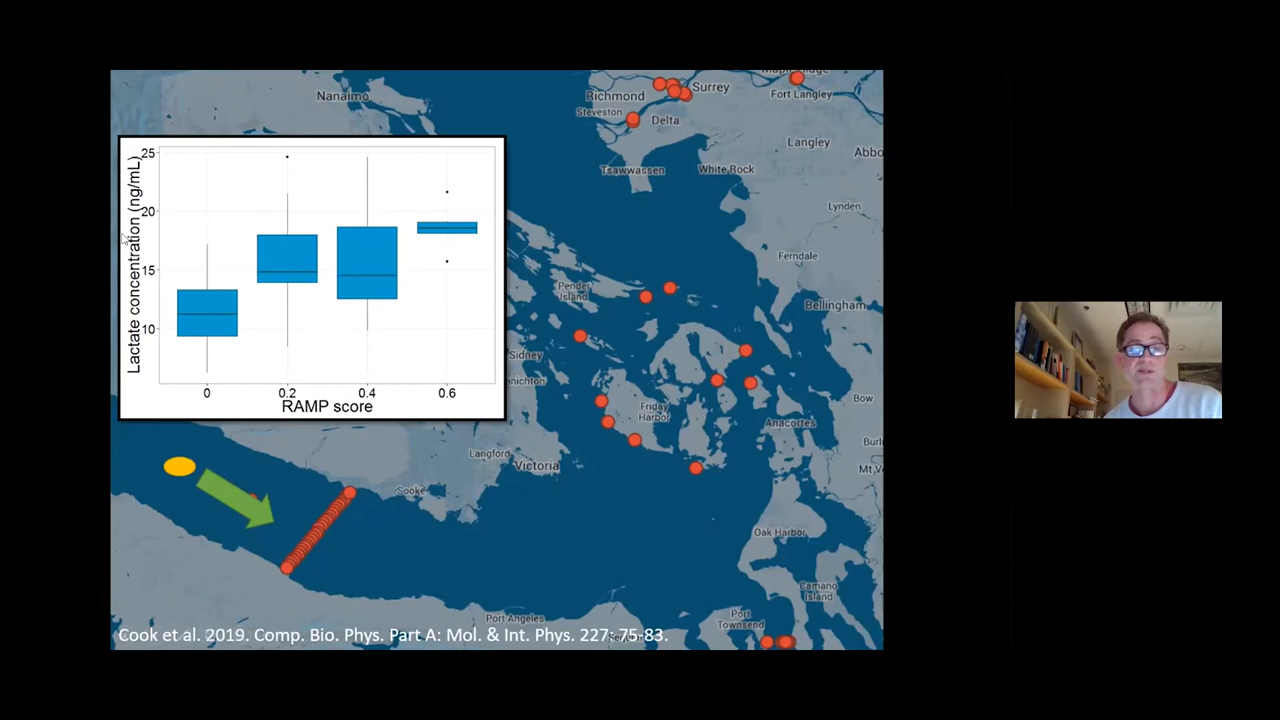 Nanaimo
Richmond
Surrey
Steveston
Delta
Fort Langley
Langley
Abbo
Tsawwassen
White Rock
Lynden
Ferndale
Bellingham
Pender
Island
Sidney
anichton
Friday
Harbor
Anacortes
Bow
Burl
Mt V
Langford
Victoria
Sooke
Oak Harbor
Camano
Island
Port
Townsend
Port Angeles
25
20
15
10
Lactate concentration (ng/mL)
0 0.2 0.4 0.6
RAMP score
Cook et al. 2019. Comp. Bio. Phys. Part A: Mol. & Int. Phys. 227: 75-83.